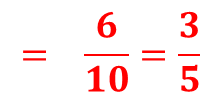 = 6/10 = 3/5